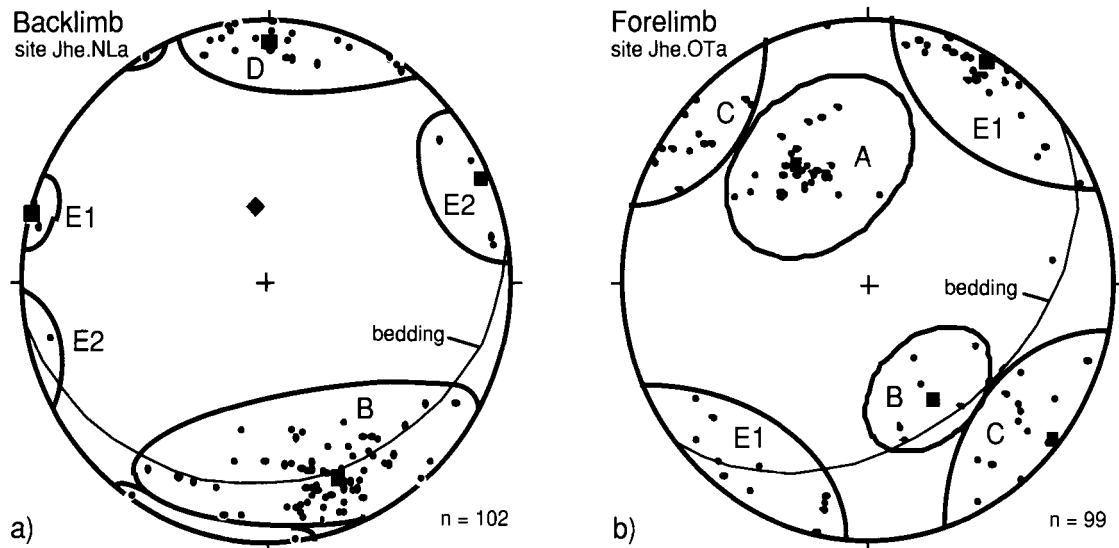 Backlimb
site Jhe.NLa
D
E1
E2
E2
bedding
B
a)
n = 102
Forelimb
site Jhe.OTa
C
A
E1
bedding
B
E1
C
b)
n = 99